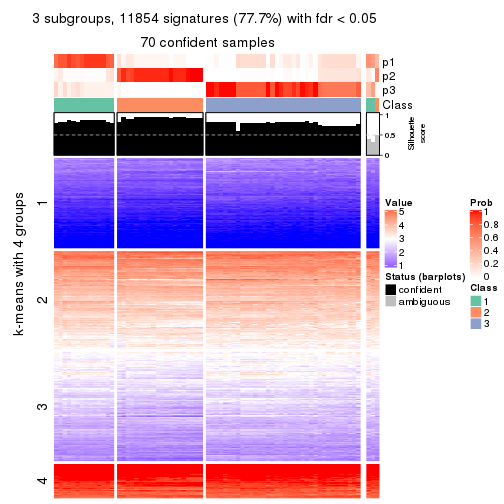 3 subgroups, 11854 signatures (77.7%) with fdr < 0.05
70 confident samples
p1
p2
p3
Class
1
0.5
0
Silhouette
score
k-means with 4 groups
1
2
3
4
Value
5
4
3
2
1
Status (barplots)
confident
ambiguous
Prob
1
0.8
0.6
0.4
0.2
0
Class
1
2
3